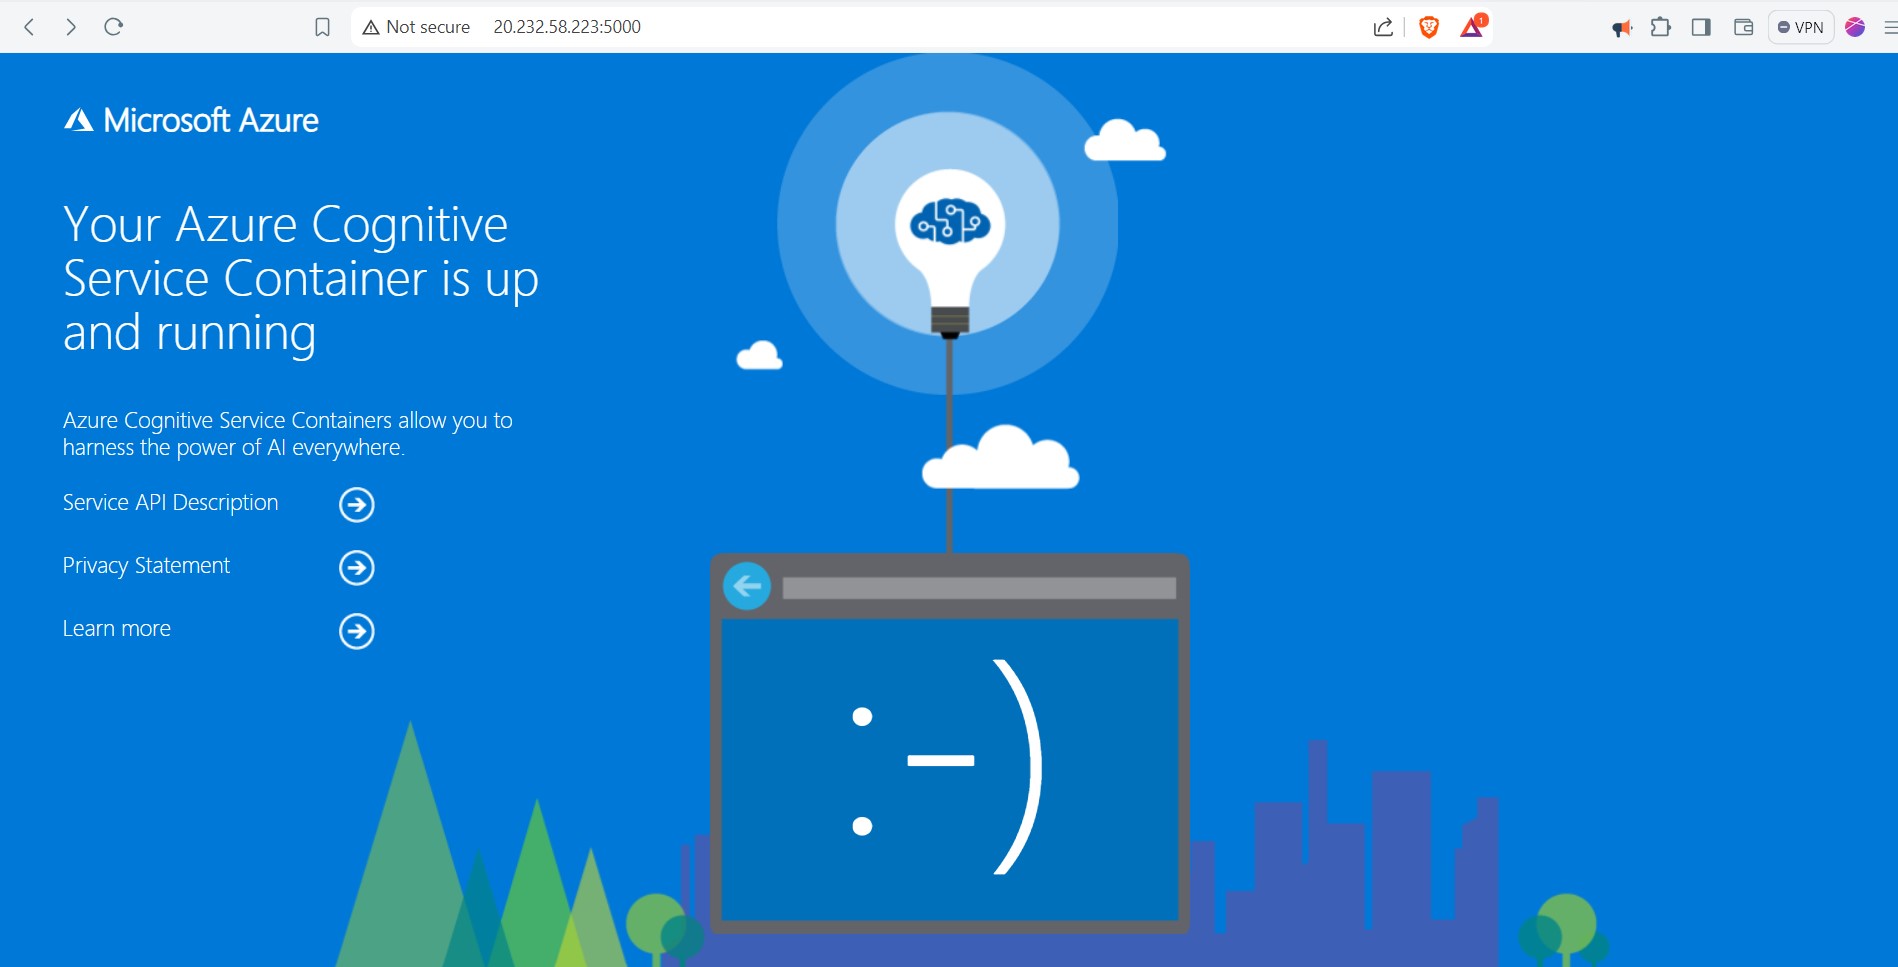 Not secure 20.232.58.223:5000
1
VPN
Microsoft Azure
Your Azure Cognitive
Service Container is up
and running
Azure Cognitive Service Containers allow you to
harness the power of AI everywhere.
Service API Description
Privacy Statement
Learn more
:-)